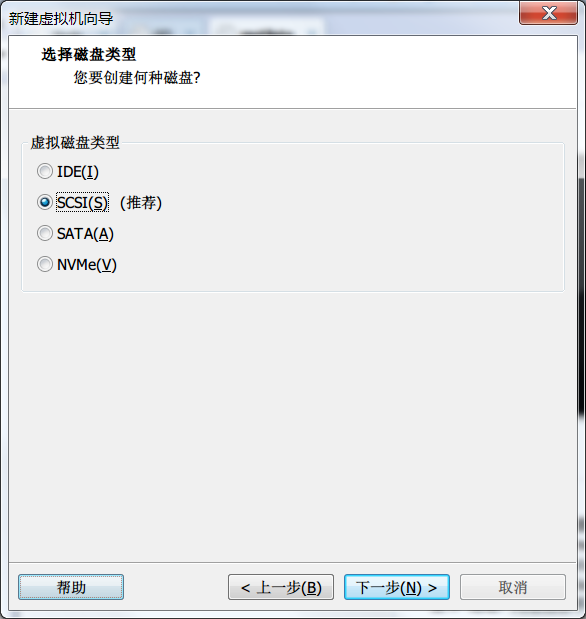 新建虚拟机向导
选择磁盘类型
您要创建何种磁盘?
虚拟磁盘类型
IDE(I)
SCSI(S) (推荐)
SATA(A)
NVMe(V)
帮助 < 上一步(B) 下一步(N) > 取消